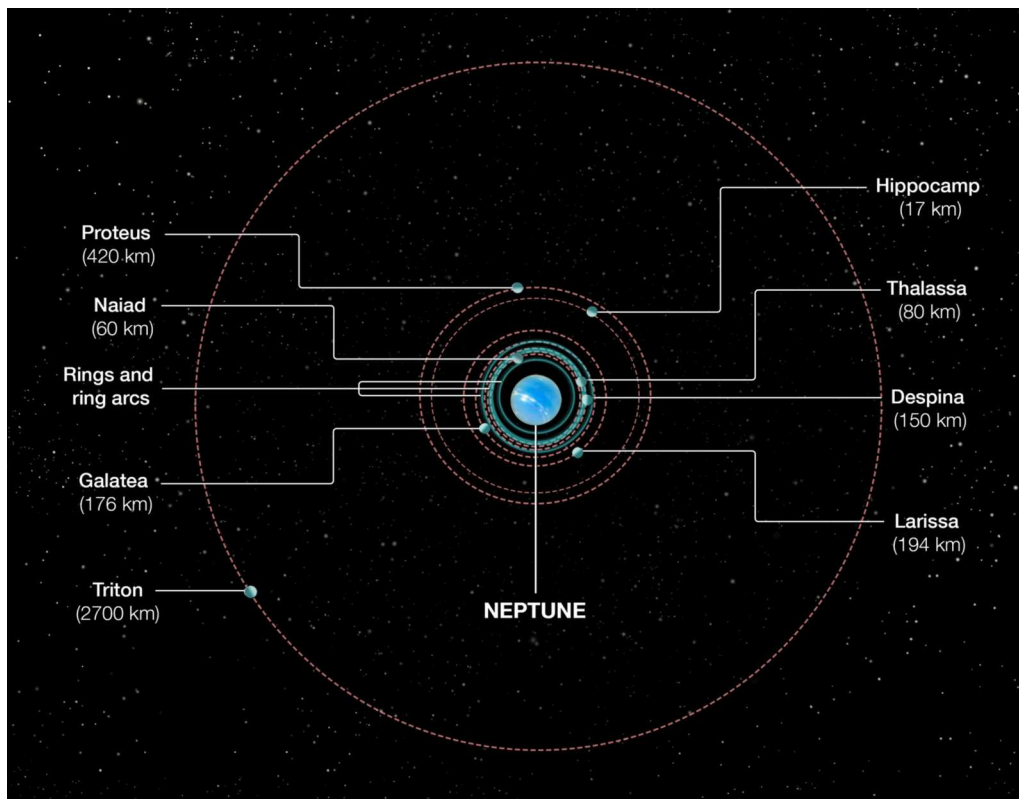 Proteus
(420 km)
Naiad
(60 km)
Rings and
ring arcs
Galatea
(176 km)
Triton
(2700 km)
NEPTUNE
Hippocamp
(17 km)
Thalassa
(80 km)
Despina
(150 km)
Larissa
(194 km)